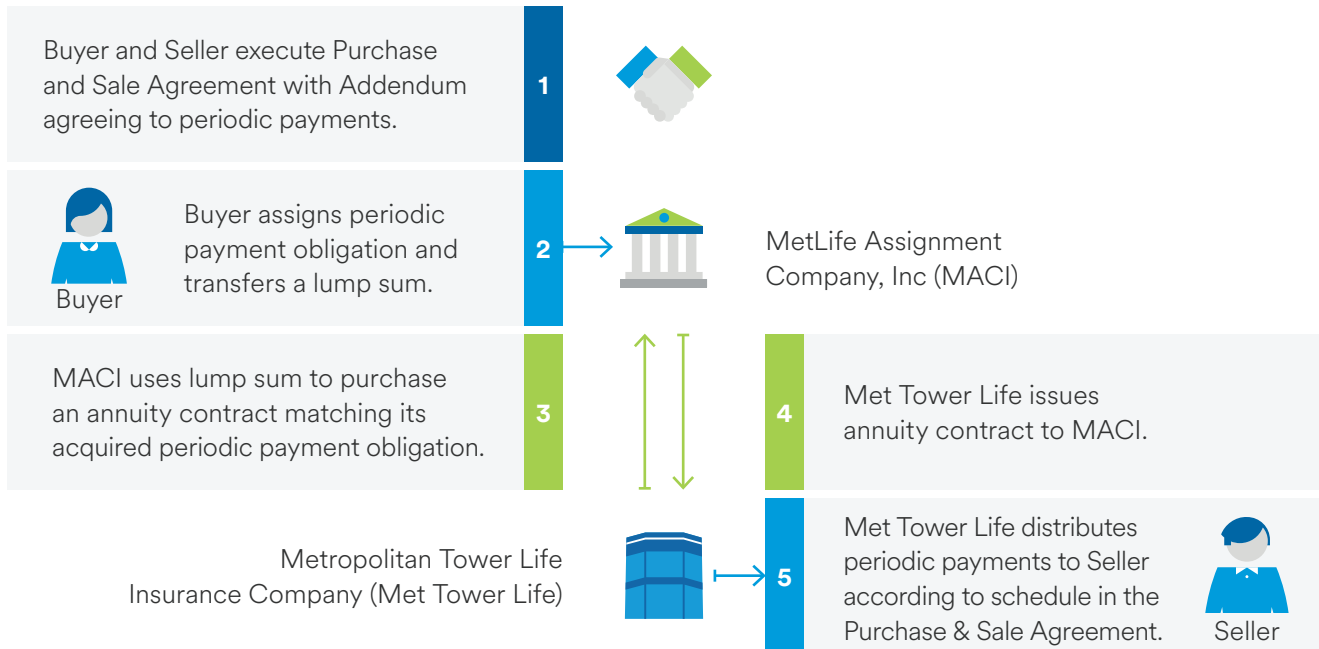 Buyer and Seller execute Purchase
and Sale Agreement with Addendum
agreeing to periodic payments.
1
Buyer
Buyer assigns periodic
payment obligation and
transfers a lump sum.
2
MetLife Assignment
Company, Inc (MACI)
MACI uses lump sum to purchase
an annuity contract matching its
acquired periodic payment obligation.
3
4
Met Tower Life issues
annuity contract to MACI.
Metropolitan Tower Life
Insurance Company (Met Tower Life)
5
Met Tower Life distributes
periodic payments to Seller
according to schedule in the
Purchase & Sale Agreement.
Seller